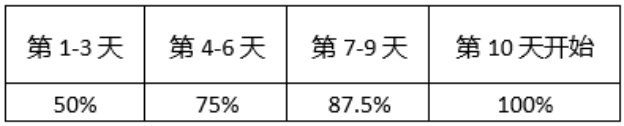 第 1-3 天 第 4-6 天 第 7-9 天 第 10 天开始
50% 75% 87.5% 100%